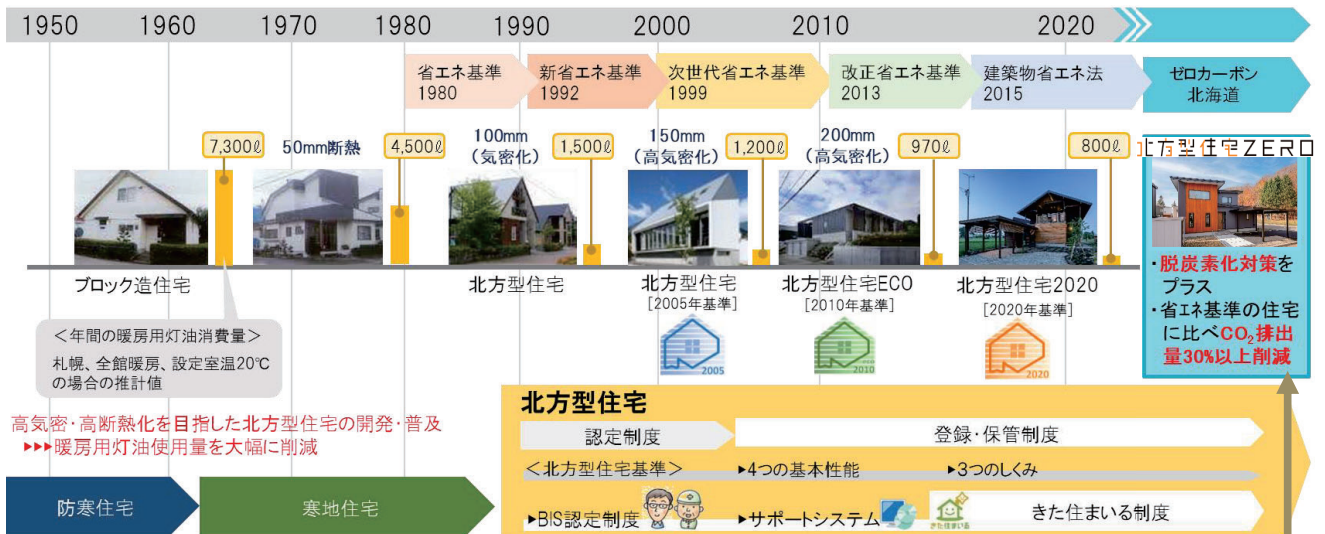 1950
1960
1970
1980
1990
2000
2010
2020
省エネ基準
1980
新省エネ基準
1992
次世代省エネ基準
1999
改正省エネ基準
2013
建築物省エネ法
2015
ゼロカーボン
北海道
7,300ℓ
50mm断熱
4,500ℓ
100mm
（気密化）
1,500ℓ
150mm
（高気密化）
1,200ℓ
200mm
（高気密化）
970ℓ
800ℓ
北方型住宅ZERO
ブロック造住宅
北方型住宅
北方型住宅
[2005年基準]
2005
北方型住宅ECO
[2010年基準]
2010
北方型住宅2020
[2020年基準]
2020
・脱炭素化対策を
プラス
・省エネ基準の住宅
に比べCO₂排出
量30%以上削減
＜年間の暖房用灯油消費量＞
札幌、全館暖房、設定室温20℃
の場合の推計値
高気密・高断熱化を目指した北方型住宅の開発・普及
▶▶▶暖房用灯油使用量を大幅に削減
防寒住宅
寒地住宅
北方型住宅
認定制度
登録・保管制度
＜北方型住宅基準＞
▶4つの基本性能
▶3つのしくみ
▶BIS認定制度
▶サポートシステム
きた住まいる
きた住まいる制度